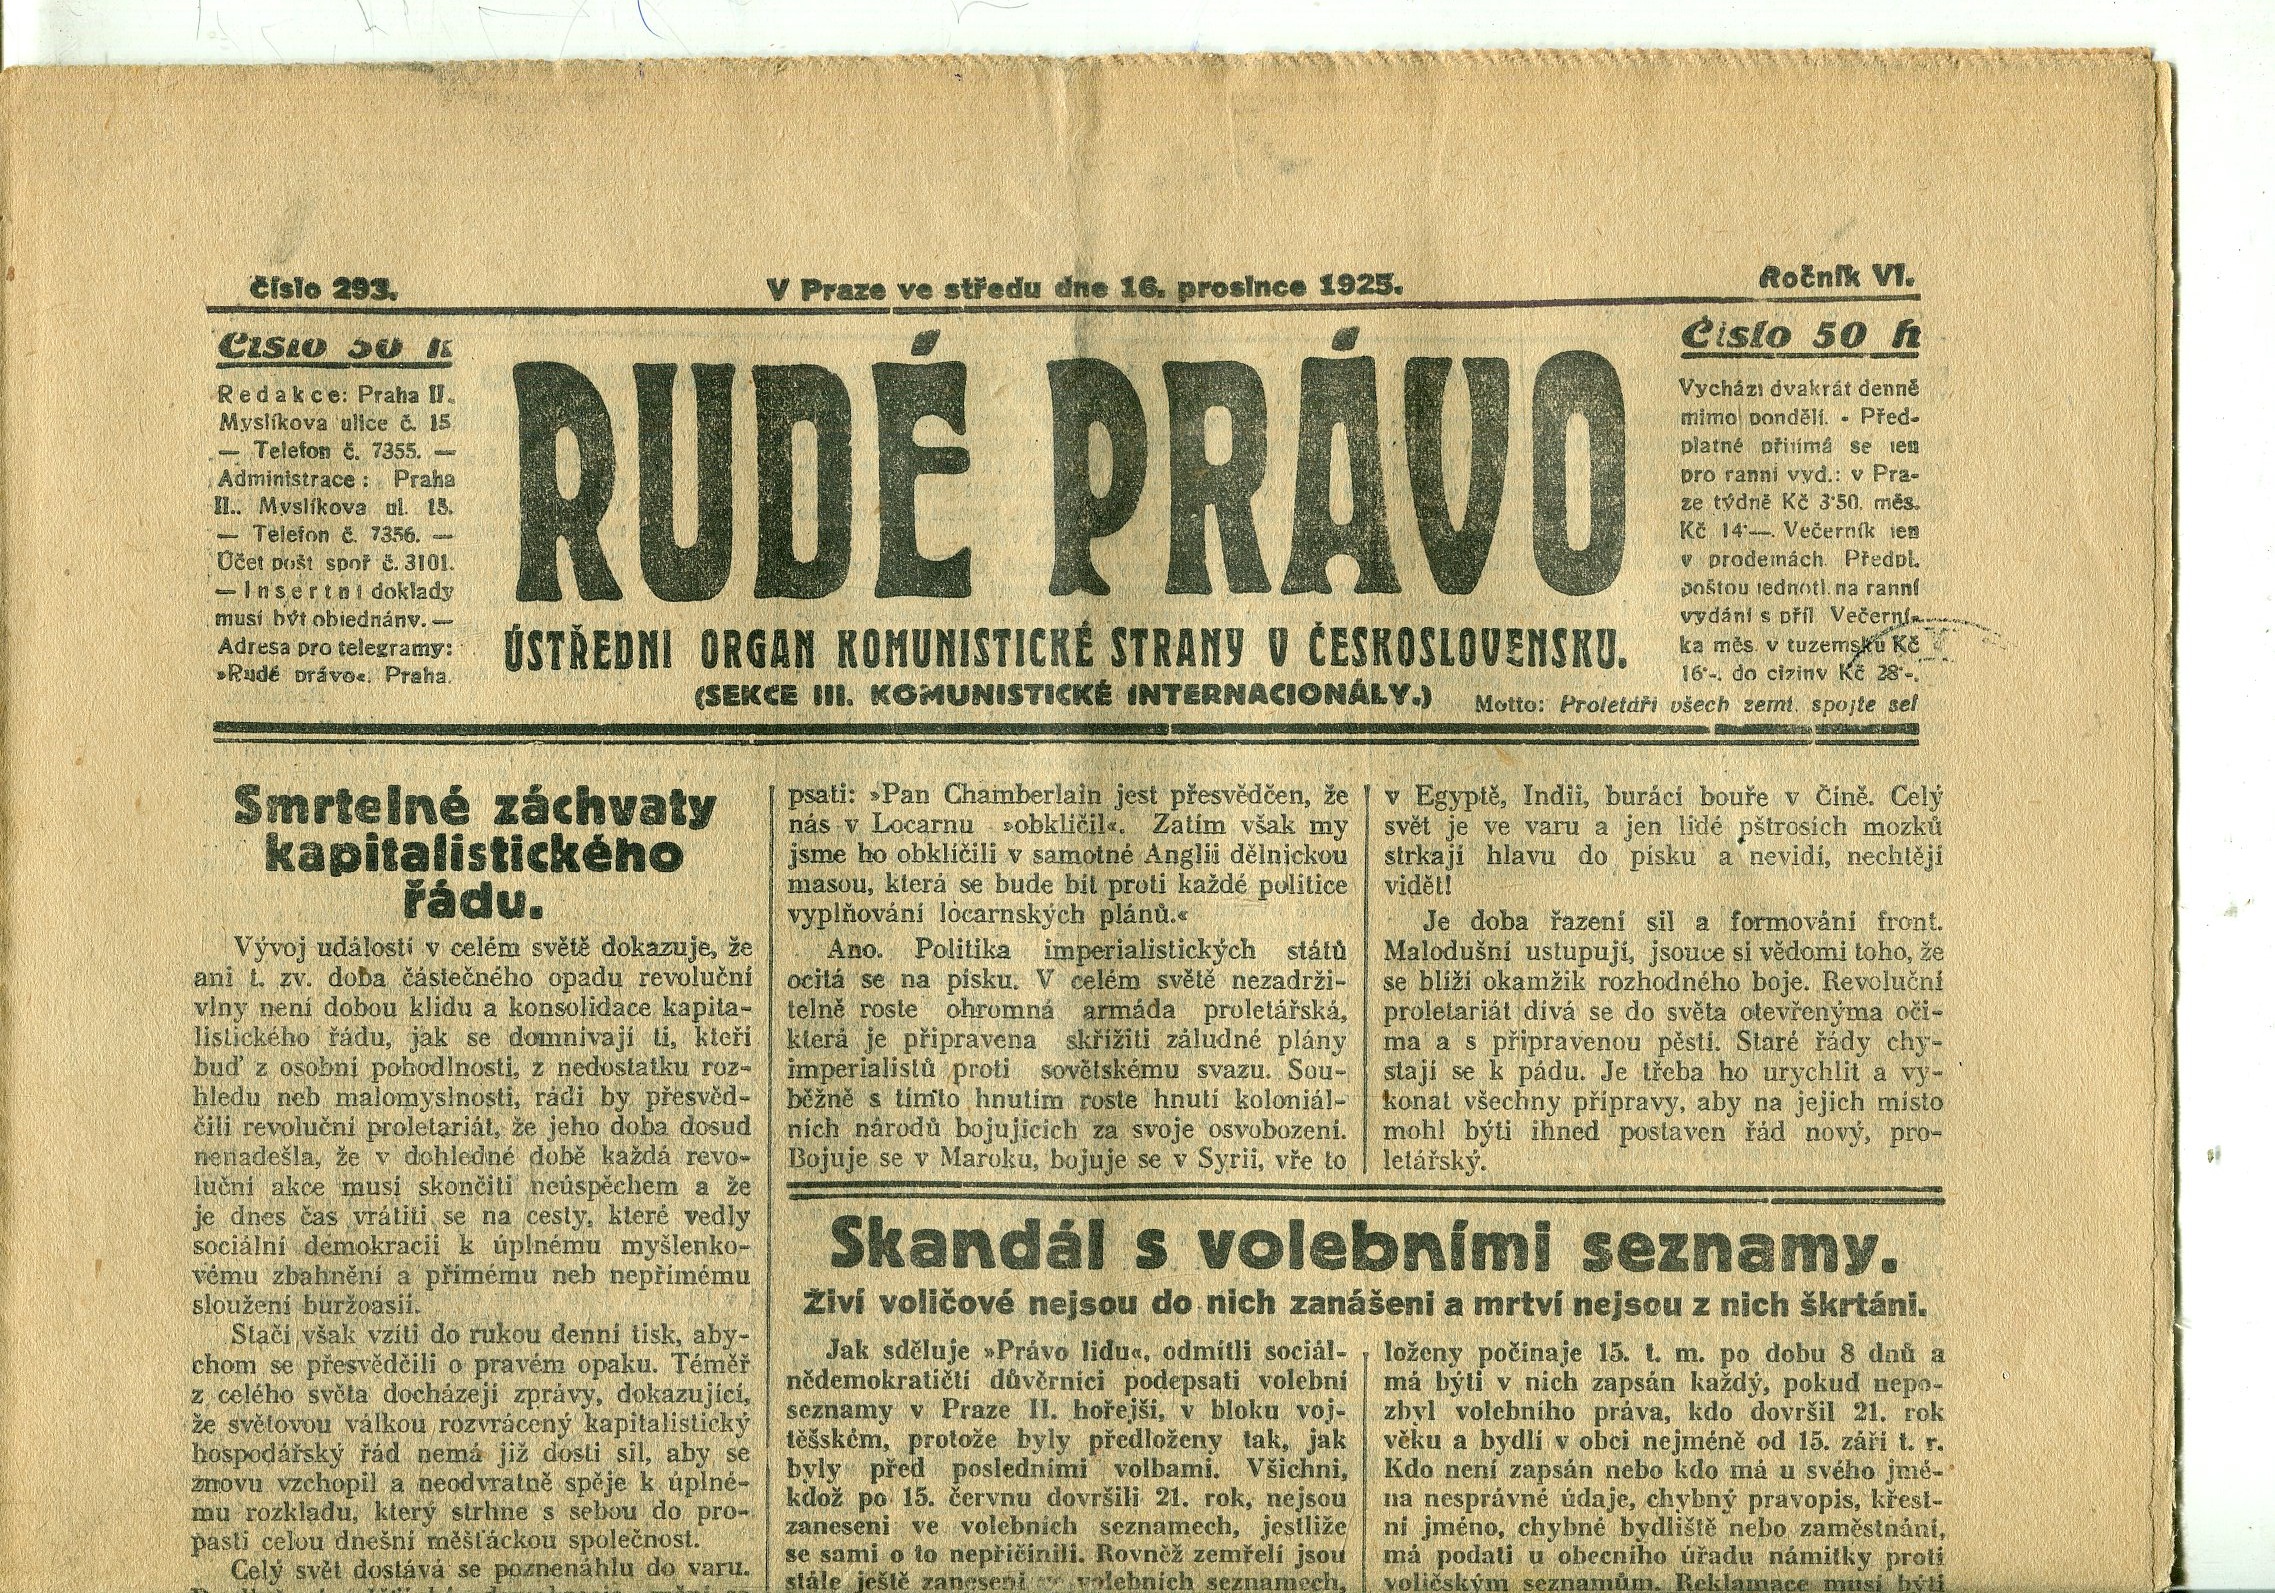 Číslo 293.
V Praze ve středu dne 16. prosince 1925.
Ročník VI.
Číslo 50 h
Redakce: Praha II.
Myslíkova ulice č. 15
— Telefon č. 7355. —
Administrace: Praha
II.. Myslíkova ul. 15.
— Telefon č. 7356. —
Účet pošt spoř č. 3101.
— Insertní doklady
musí být objednány. —
Adresa pro telegramy:
»Rudé právo«. Praha.
RUDÉ PRÁVO
ÚSTŘEDNI ORGAN KOMUNISTICKÉ STRANY V ČESKOSLOVENSKU.
(SEKCE III. KOMUNISTICKÉ INTERNACIONÁLY.)
Číslo 50 h
Vychází dvakrát denně
mimo pondělí. - Před-
platné přijímá se jen
pro ranní vyd.: v Pra-
ze týdně Kč 3·50, měs.
Kč 14·—. Večerník jen
v prodejnách. Předpl.
poštou jednotl. na ranní
vydání s příl Večerní-
ka měs. v tuzemsku Kč
16·-. do ciziny Kč 28·-.
Motto: Proletáři všech zemí. spojte se!
Smrtelné záchvaty
kapitalistického
řádu.
Vývoj událostí v celém světě dokazuje, že
ani t. zv. doba částečného opadu revoluční
vlny není dobou klidu a konsolidace kapita-
listického řádu, jak se domnívají ti, kteří
buď z osobní pohodlnosti, z nedostatku roz-
hledu neb malomyslnosti, rádi by přesvěd-
čili revoluční proletariát, že jeho doba dosud
nenadešla, že v dohledné době každá revo-
luční akce musí skončiti neúspěchem a že
je dnes čas vrátiti se na cesty, které vedly
sociální demokracii k úplnému myšlenko-
vému zbahnění a přímému neb nepřímému
sloužení buržoasii.
Stačí však vzíti do rukou denní tisk, aby-
chom se přesvědčili o pravém opaku. Téměř
z celého světa docházejí zprávy, dokazující,
že světovou válkou rozvrácený kapitalistický
hospodářský řád nemá již dosti sil, aby se
znovu vzchopil a neodvratně spěje k úplné-
mu rozkladu, který strhne s sebou do pro-
pasti celou dnešní měšťáckou společnost.
Celý svět dostává se poznenáhlu do varu.
psati: »Pan Chamberlain jest přesvědčen, že
nás v Locarnu »obklíčil«. Zatím však my
jsme ho obklíčili v samotné Anglii dělnickou
masou, která se bude bít proti každé politice
vyplňování locarnských plánů.«
Ano. Politika imperialistických států
ocitá se na písku. V celém světě nezadrži-
telně roste ohromná armáda proletářská,
která je připravena skřížiti záludné plány
imperialistů proti sovětskému svazu. Sou-
běžně s tímto hnutím roste hnutí koloniál-
ních národů bojujících za svoje osvobození.
Bojuje se v Maroku, bojuje se v Syrii, vře to
v Egyptě, Indii, burácí bouře v Číně. Celý
svět je ve varu a jen lidé pštrosích mozků
strkají hlavu do písku a nevidí, nechtějí
vidět!
Je doba řazení sil a formování front.
Malodušní ustupují, jsouce si vědomi toho, že
se blíží okamžik rozhodného boje. Revoluční
proletariát dívá se do světa otevřenýma oči-
ma a s připravenou pěstí. Staré řády chy-
stají se k pádu. Je třeba ho urychlit a vy-
konat všechny přípravy, aby na jejich místo
mohl býti ihned postaven řád nový, pro-
letářský.
Skandál s volebními seznamy.
Živí voličové nejsou do nich zanášeni a mrtví nejsou z nich škrtáni.
Jak sděluje »Právo lidu«, odmítli sociál-
nědemokratičtí důvěrníci podepsati volební
seznamy v Praze II. hořejší, v bloku voj-
těšském, protože byly předloženy tak, jak
byly před posledními volbami. Všichni,
kdož po 15. červnu dovršili 21. rok, nejsou
zaneseni ve volebních seznamech, jestliže
se sami o to nepřičinili. Rovněž zemřelí jsou
stále ještě zaneseni ve volebních seznamech,
loženy počínaje 15. t. m. po dobu 8 dnů a
má býti v nich zapsán každý, pokud nepo-
zbyl volebního práva, kdo dovršil 21. rok
věku a bydlí v obci nejméně od 15. září t. r.
Kdo není zapsán nebo kdo má u svého jmé-
na nesprávné údaje, chybný pravopis, křest-
ní jméno, chybné bydliště nebo zaměstnání,
má podati u obecního úřadu námitky proti
voličským seznamům. Reklamace musí býti